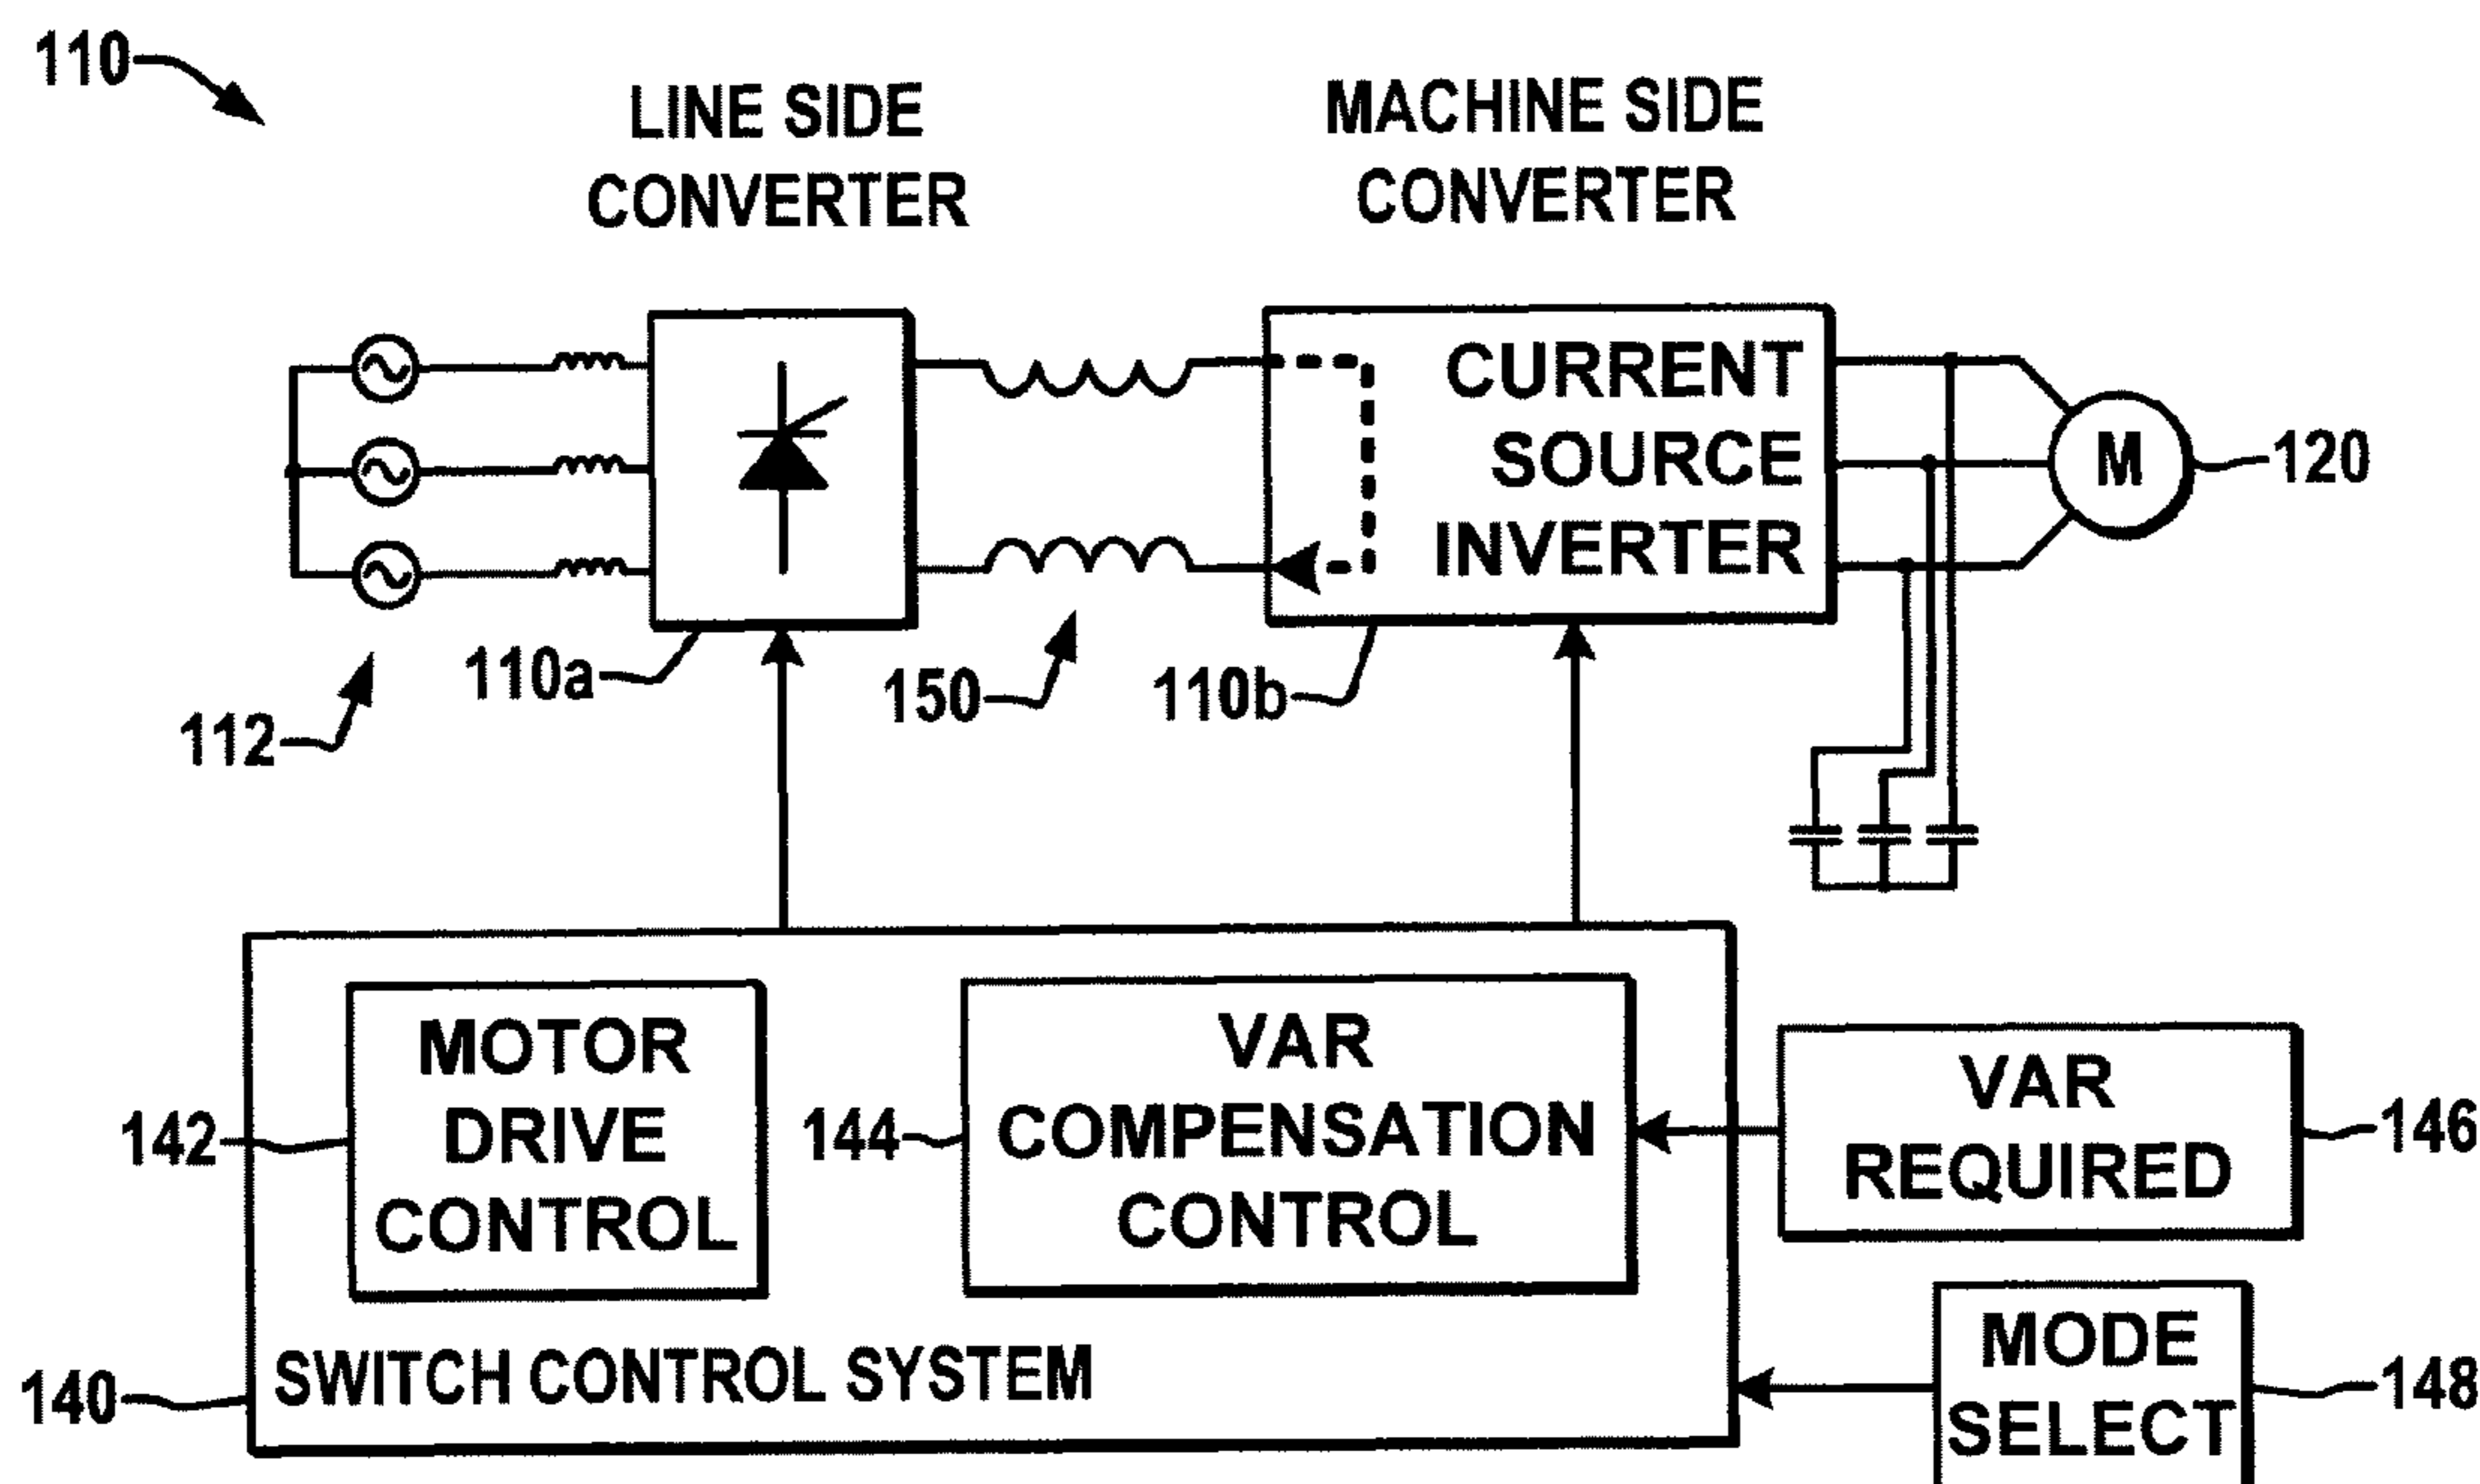 110
LINE SIDE
CONVERTER
MACHINE SIDE
CONVERTER
CURRENT
SOURCE
INVERTER
M
120
110a
150
110b
112
MOTOR
DRIVE
CONTROL
142
VAR
COMPENSATION
CONTROL
144
VAR
REQUIRED
146
SWITCH CONTROL SYSTEM
140
MODE
SELECT
148